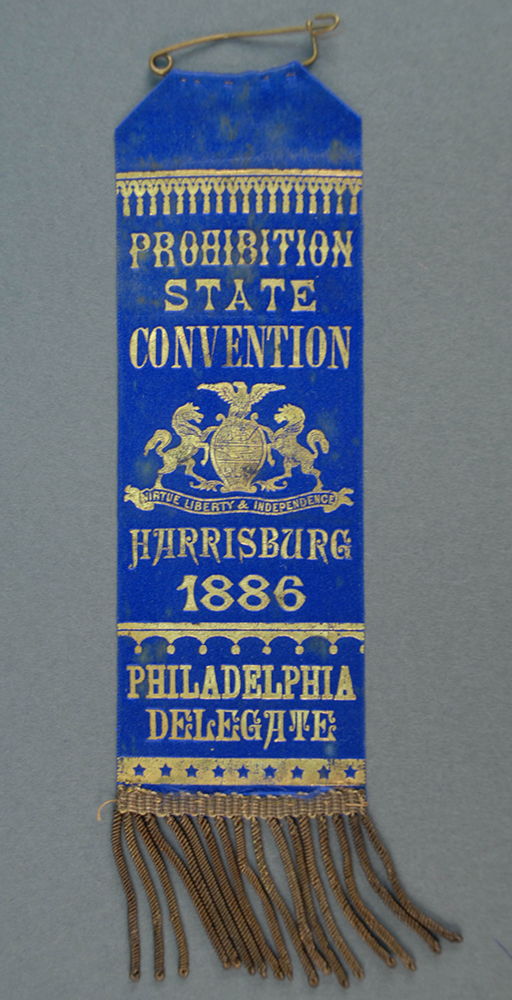 PROHIBITION
STATE
CONVENTION
VIRTUE LIBERTY & INDEPENDENCE
HARRISBURG
1886
PHILADELPHIA
DELEGATE